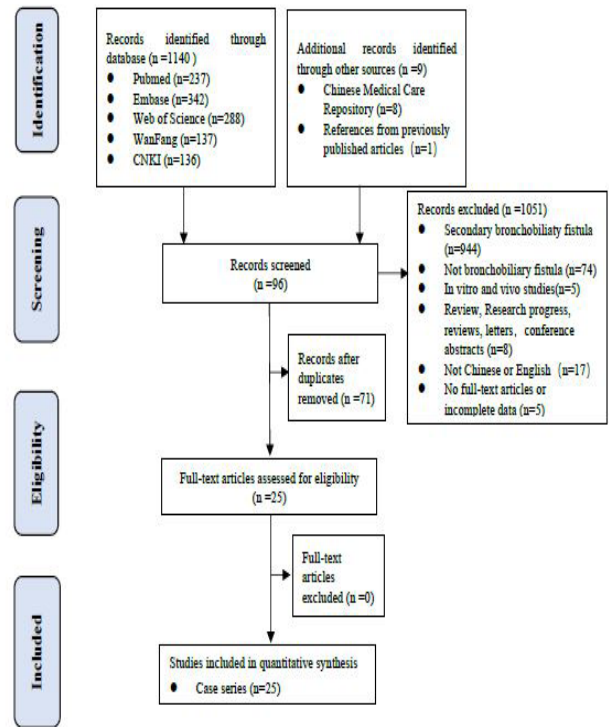 Identification
Records identified through
database (n =1140 )
● Pubmed (n=237)
● Embase (n=342)
● Web of Science (n=288)
● WanFang (n=137)
● CNKI (n=136)
Additional records identified
through other sources (n =9)
● Chinese Medical Care
Repository (n=8)
● References from previously
published articles (n=1)
Screening
Records screened
(n =96)
Records excluded (n =1051)
● Secondary bronchobiliaty fistula
(n=944)
● Not bronchobiliary fistula (n=74)
● In vitro and vivo studies(n=5)
● Review, Research progress,
reviews, letters, conference
abstracts (n=8)
● Not Chinese or English (n=17)
● No full-text articles or
incomplete data (n=5)
Records after
duplicates
removed (n =71)
Eligibility
Full-text articles assessed for eligibility
(n =25)
Full-text
articles
excluded (n =0)
Included
Studies included in quantitative synthesis
● Case series (n=25)